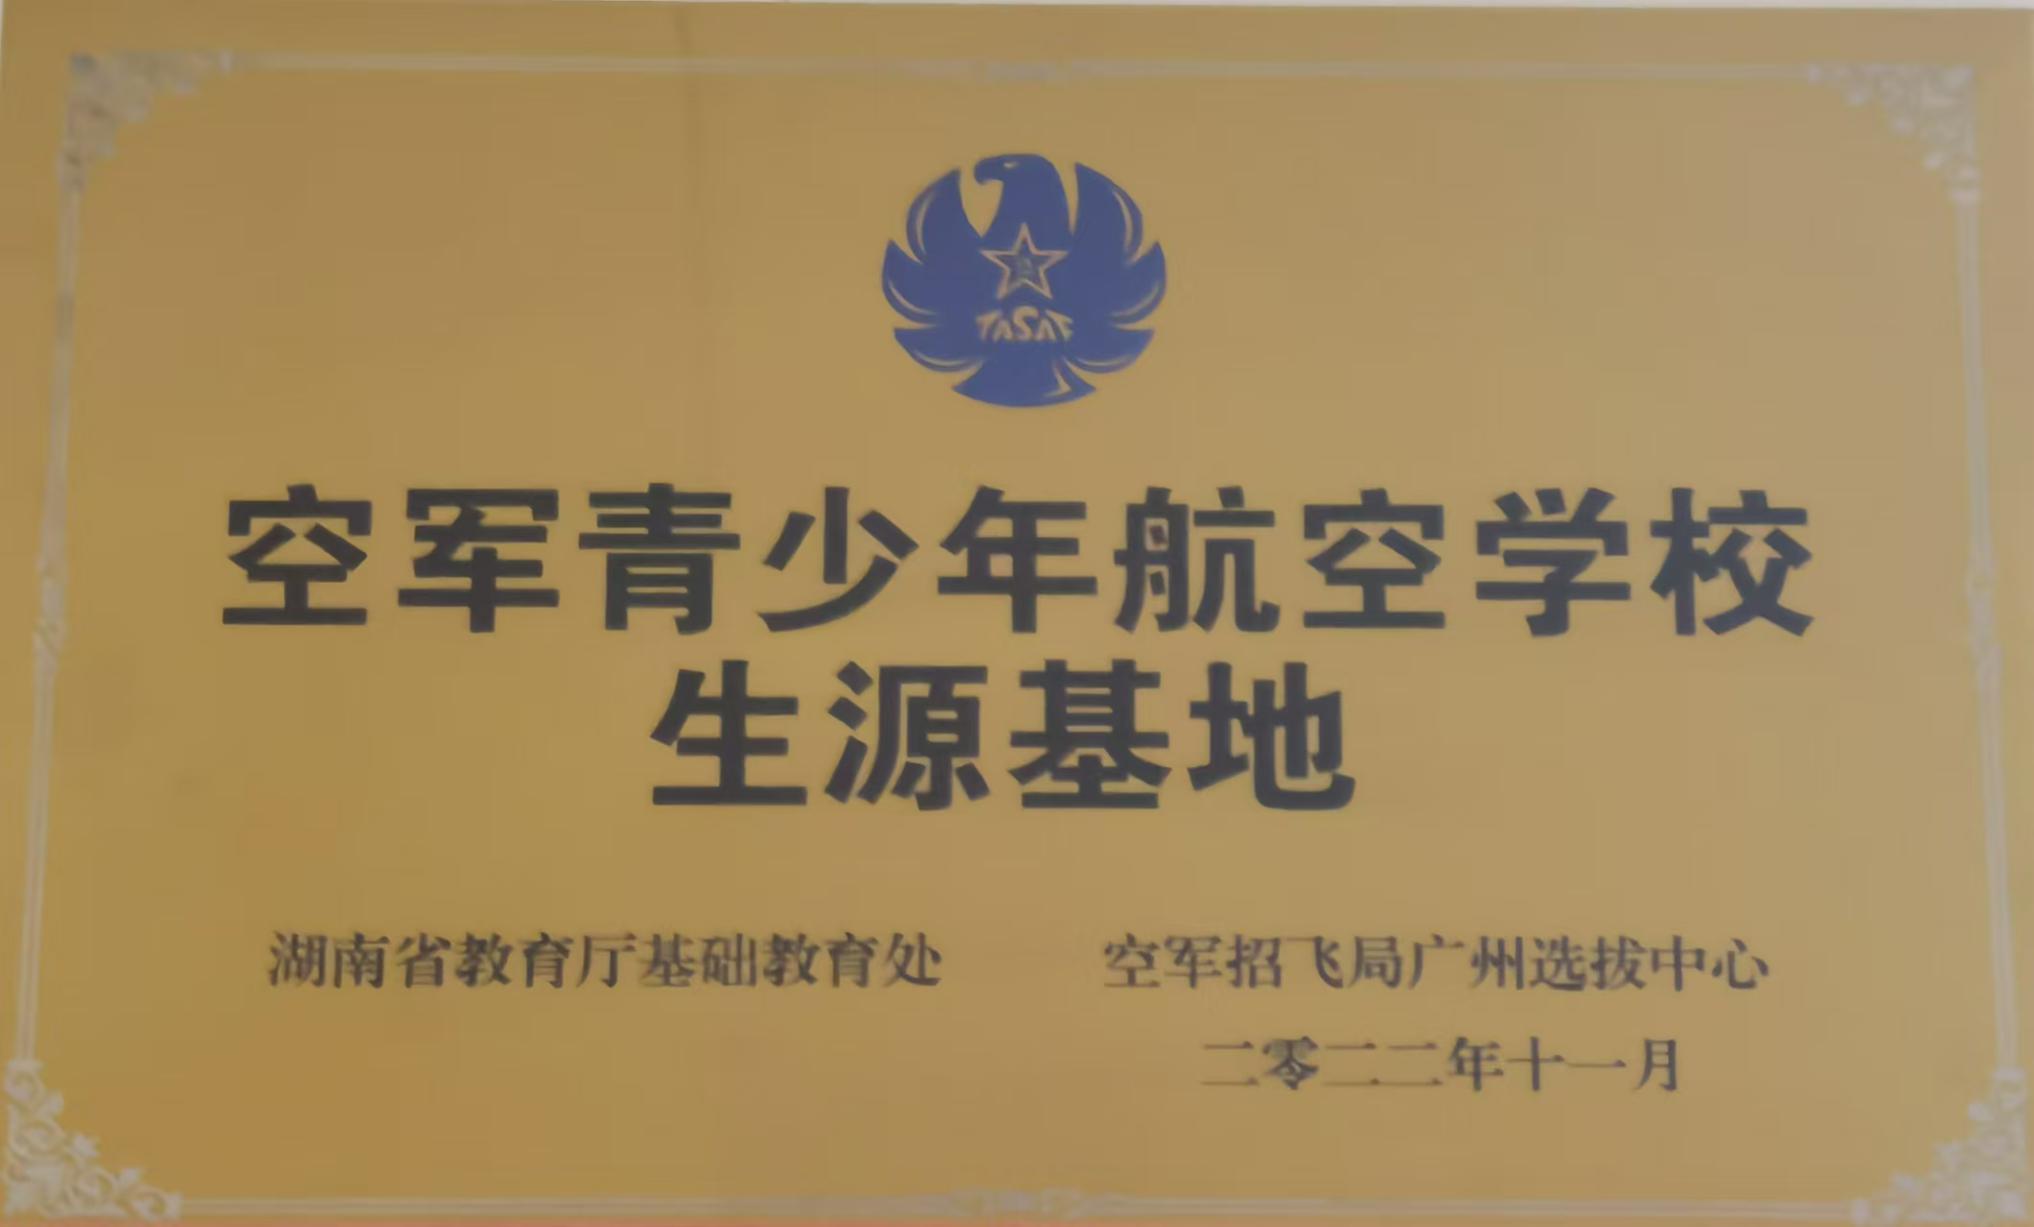 TASAF
空军青少年航空学校
生源基地
湖南省教育厅基础教育处 空军招飞局广州选拔中心
二零二二年十一月